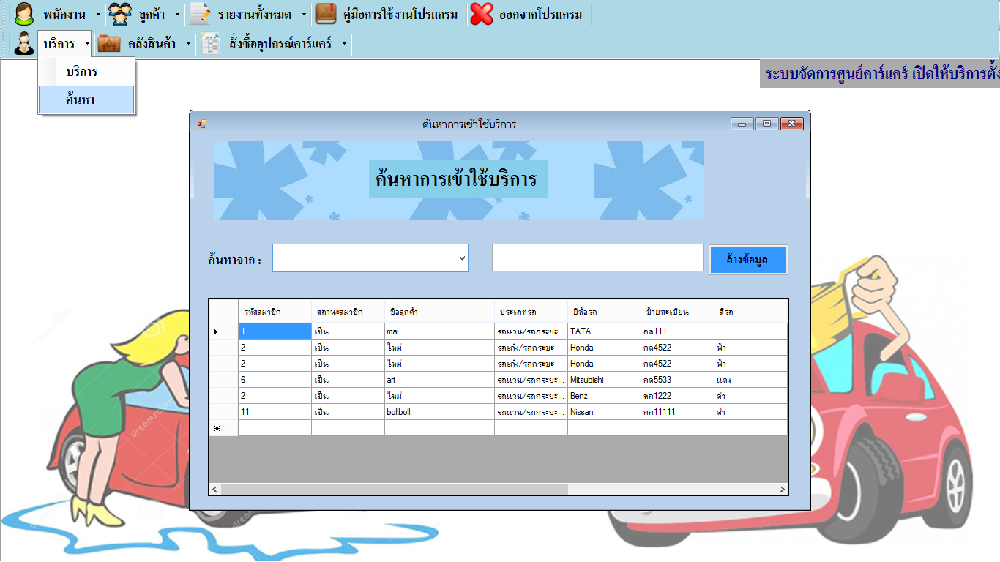 พนักงาน ลูกค้า รายงานทั้งหมด คู่มือการใช้งานโปรแกรม ออกจากโปรแกรม
บริการ คลังสินค้า สั่งซื้ออุปกรณ์คาร์แคร์
บริการ
ระบบจัดการศูนย์คาร์แคร์ เปิดให้บริการตั้ง
ค้นหา
ค้นหาการเข้าใช้บริการ
ค้นหาการเข้าใช้บริการ
ค้นหาจาก : ล้างข้อมูล
รหัสสมาชิก สถานะสมาชิก ชื่อลูกค้า ประเภทรถ ยี่ห้อรถ ป้ายทะเบียน สีรถ
1 เป็น mai รถแวน/รถกระบะ... TATA กด111
2 เป็น ใหม่ รถเก๋ง/รถกระบะ Honda กด4522 ฟ้า
2 เป็น ใหม่ รถเก๋ง/รถกระบะ Honda กด4522 ฟ้า
6 เป็น art รถแวน/รถกระบะ... Mitsubishi กด5533 แดง
2 เป็น ใหม่ รถแวน/รถกระบะ... Benz หก1222 ดำ
11 เป็น bollboll รถแวน/รถกระบะ... Nissan กก11111 ดำ